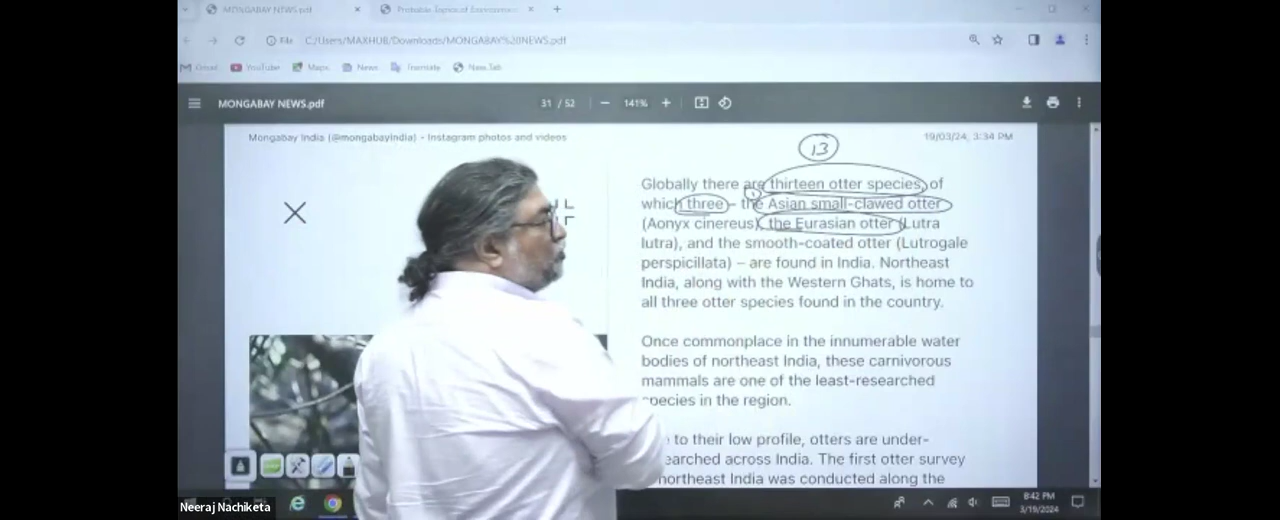 MONGABAY NEWS.pdf
Probable Topics of Environment
File C:/Users/MAXHUB/Downloads/MONGABAY%20NEWS.pdf
Gmail YouTube Maps News Translate New Tab
MONGABAY NEWS.pdf 31 / 52 141%
Mongabay India (@mongabayindia) - Instagram photos and videos 19/03/24, 3:34 PM
13
Globally there are thirteen otter species, of
1
which three – the Asian small-clawed otter
(Aonyx cinereus), the Eurasian otter (Lutra
lutra), and the smooth-coated otter (Lutrogale
perspicillata) – are found in India. Northeast
India, along with the Western Ghats, is home to
all three otter species found in the country.
Once commonplace in the innumerable water
bodies of northeast India, these carnivorous
mammals are one of the least-researched
species in the region.
to their low profile, otters are under-
earched across India. The first otter survey
northeast India was conducted along the
8:42 PM
3/19/2024
Neeraj Nachiketa